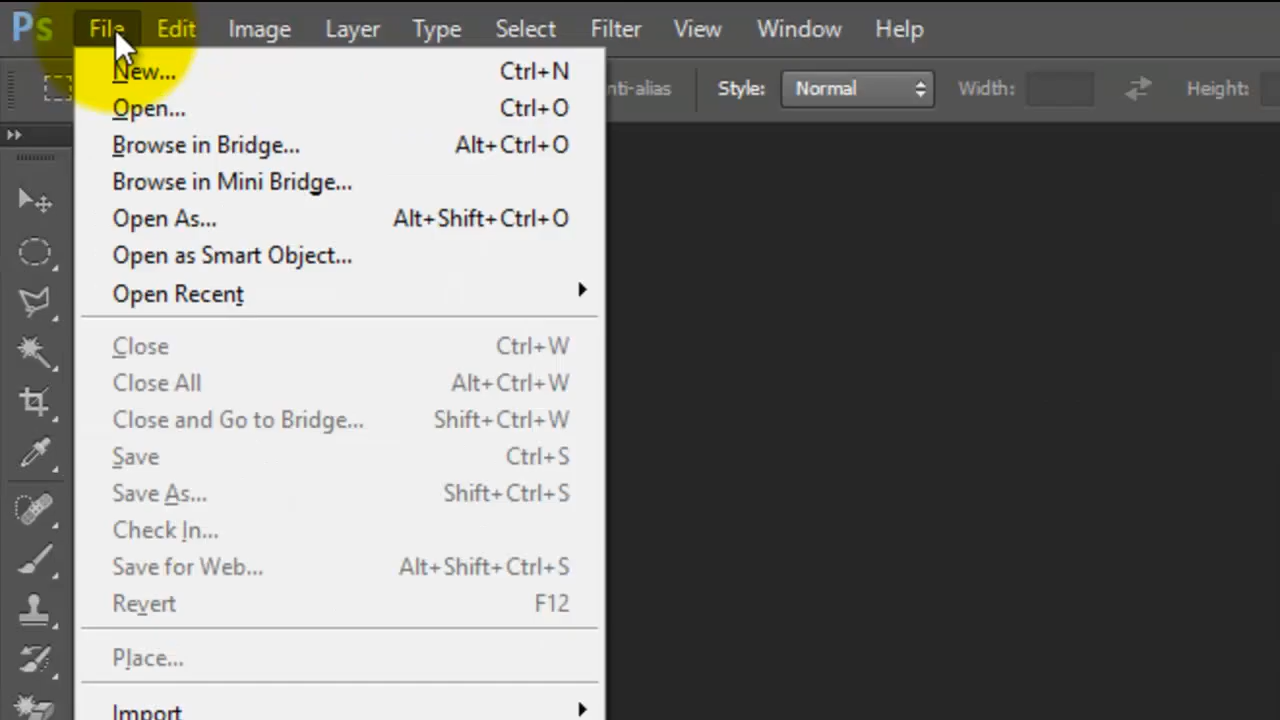 Ps File Edit Image Layer Type Select Filter View Window Help
nti-alias Style: Normal Width: Height:
New... Ctrl+N
Open... Ctrl+O
Browse in Bridge... Alt+Ctrl+O
Browse in Mini Bridge...
Open As... Alt+Shift+Ctrl+O
Open as Smart Object...
Open Recent
Close Ctrl+W
Close All Alt+Ctrl+W
Close and Go to Bridge... Shift+Ctrl+W
Save Ctrl+S
Save As... Shift+Ctrl+S
Check In...
Save for Web... Alt+Shift+Ctrl+S
Revert F12
Place...
Import